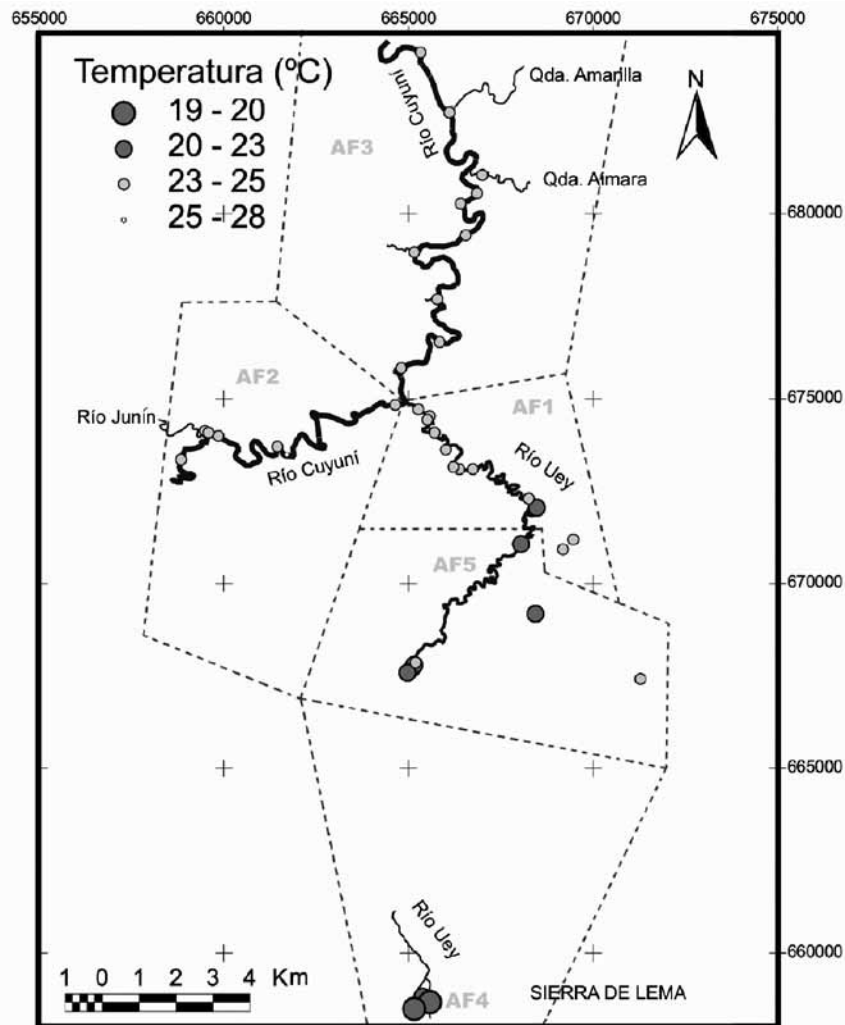 655000 660000 665000 670000 675000
Temperatura (ºC)
19 - 20
20 - 23
23 - 25
25 - 28
N
Río Cuyuní
Qda. Amarilla
AF3
Qda. Aimara
680000
AF2
675000
AF1
Río Junín
Río Cuyuní
Río Uey
AF5
670000
665000
Río Uey
660000
1 0 1 2 3 4 Km
AF4
SIERRA DE LEMA